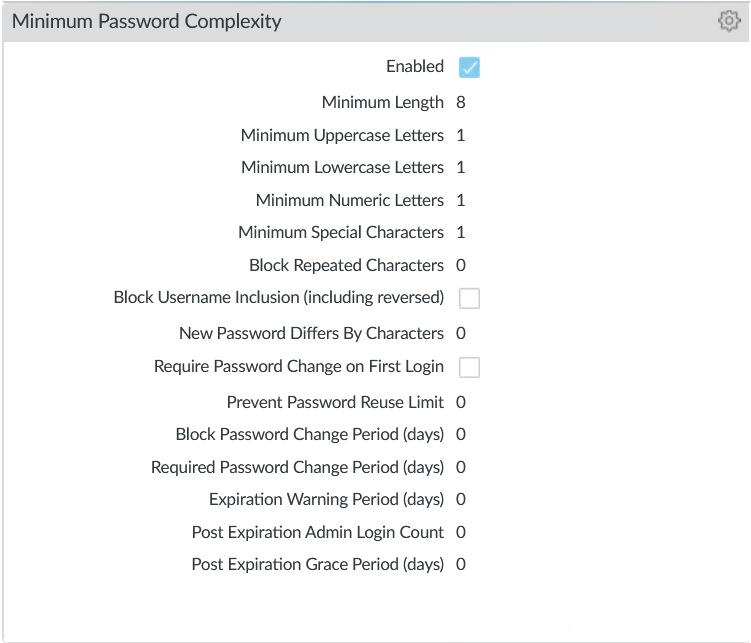 Minimum Password Complexity
Enabled
Minimum Length 8
Minimum Uppercase Letters 1
Minimum Lowercase Letters 1
Minimum Numeric Letters 1
Minimum Special Characters 1
Block Repeated Characters 0
Block Username Inclusion (including reversed)
New Password Differs By Characters 0
Require Password Change on First Login
Prevent Password Reuse Limit 0
Block Password Change Period (days) 0
Required Password Change Period (days) 0
Expiration Warning Period (days) 0
Post Expiration Admin Login Count 0
Post Expiration Grace Period (days) 0